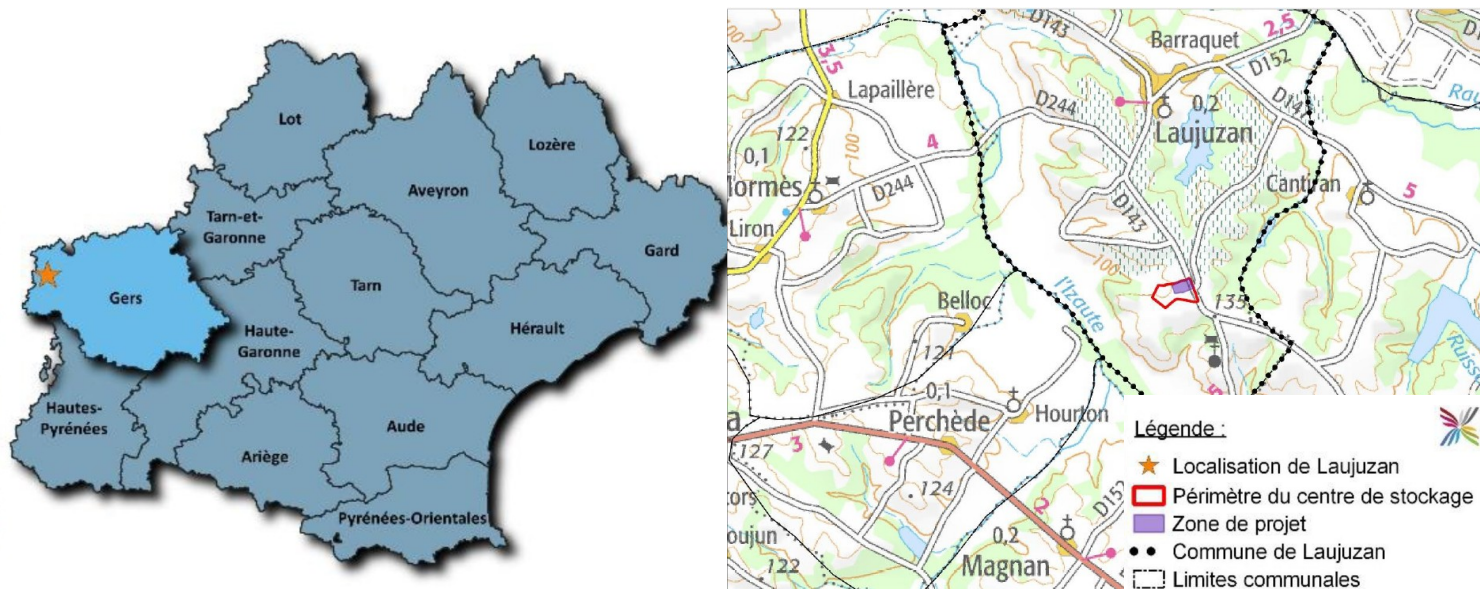 Lot
Lozère
Aveyron
Tarn-et-
Garonne
Gard
Gers
Tarn
Haute-
Garonne
Hérault
Hautes-
Pyrénées
Aude
Ariège
Pyrénées-Orientales
D143
2,5
Barraquet
D152
3,5
Lapaillère
D244
0,2
122
100
4
Laujuzan
0,1
Cantiran
5
D244
D143
Liron
100
Belloc
l'Izaute
135
121
0,1
Hourton
Perchède
3
127
124
2
D152
0,2
Magnan
122
Légende :
Localisation de Laujuzan
Périmètre du centre de stockage
Zone de projet
Commune de Laujuzan
Limites communales